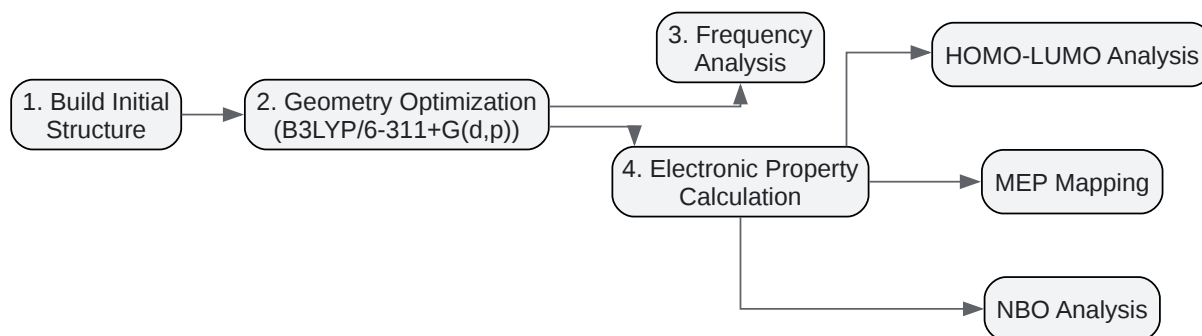 1. Build Initial
Structure
2. Geometry Optimization
(B3LYP/6-311+G(d,p))
3. Frequency
Analysis
4. Electronic Property
Calculation
HOMO-LUMO Analysis
MEP Mapping
NBO Analysis